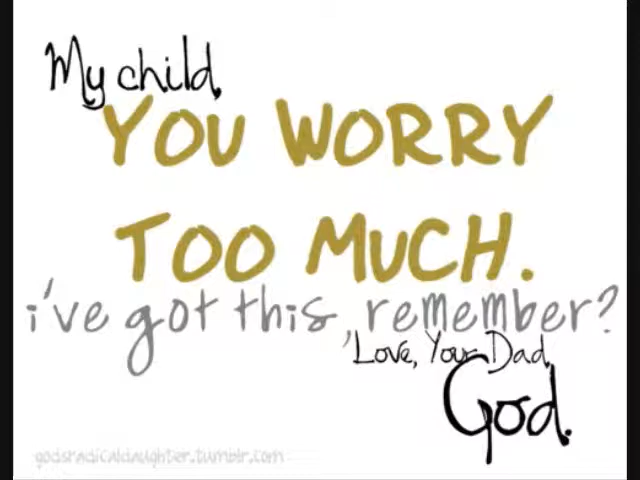 My child,
YOU WORRY
TOO MUCH.
i've got this, remember?
Love, Your Dad,
God.
godsradicaldaughter.tumblr.com